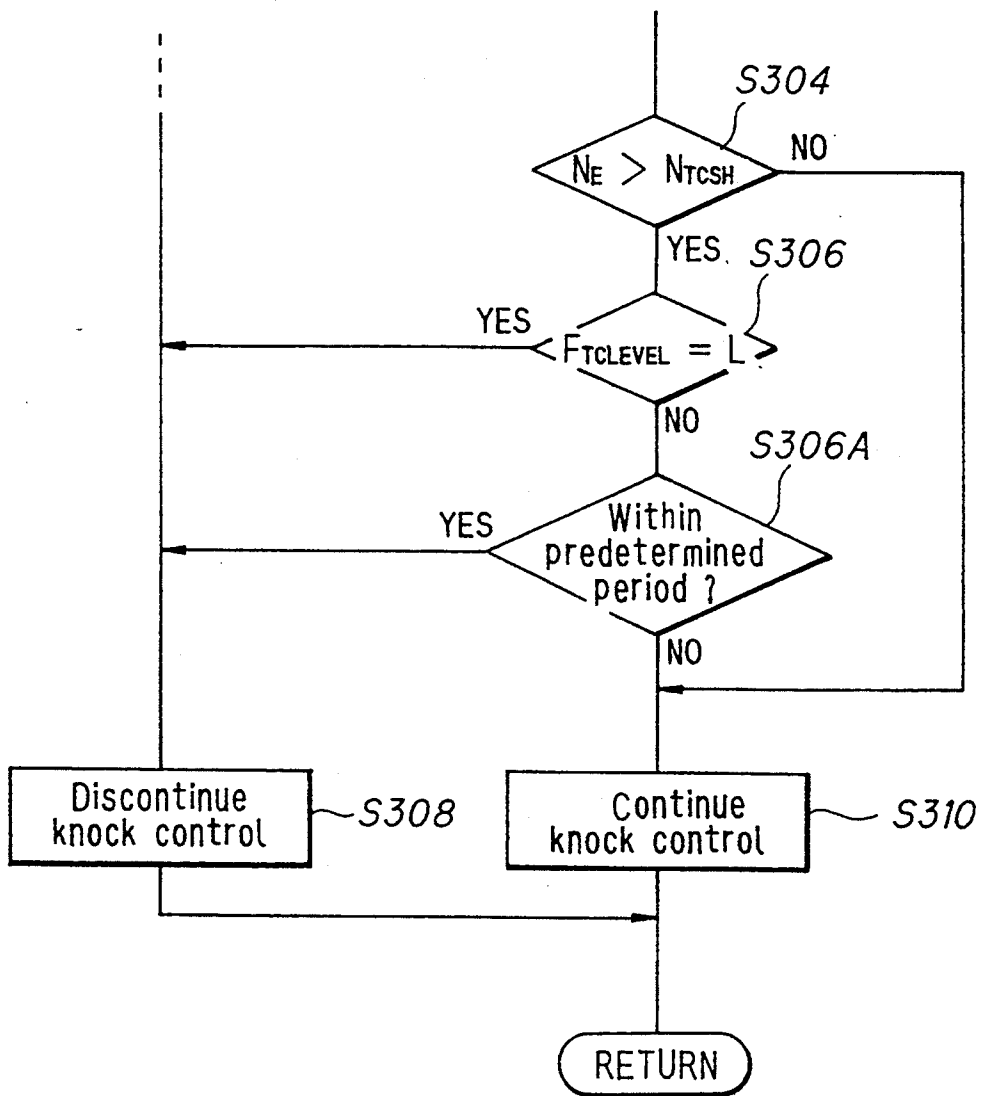 S304
NE > NTCSH
NO
YES
S306
YES
FTCLEVEL = L
NO
S306A
YES
Within
predetermined
period ?
NO
Discontinue
knock control
S308
Continue
knock control
S310
RETURN